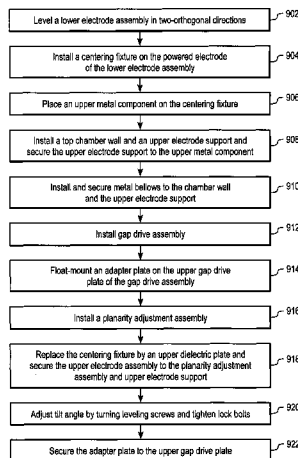 Level a lower electrode assembly in two-orthogonal directions
902
Install a centering fixture on the powered electrode
of the lower electrode assembly
904
Place an upper metal component on the centering fixture
906
Install a top chamber wall and an upper electrode support and
secure the upper electrode support to the upper metal component
908
Install and secure metal bellows to the chamber wall
and the upper electrode support
910
Install gap drive assembly
912
Float-mount an adapter plate on the upper gap drive
plate of the gap drive assembly
914
Install a planarity adjustment assembly
916
Replace the centering fixture by an upper dielectric plate and
secure the upper electrode assembly to the planarity adjustment
assembly and upper electrode support
918
Adjust tilt angle by turning leveling screws and tighten lock bolts
920
Secure the adapter plate to the upper gap drive plate
922